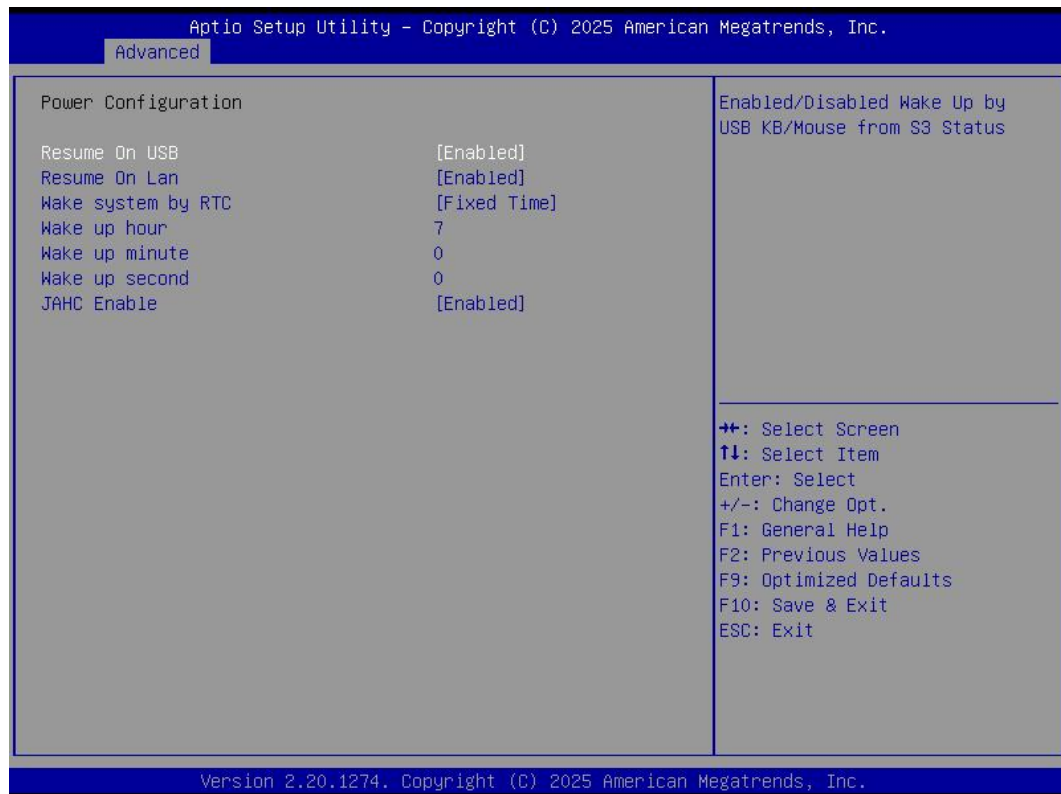 Aptio Setup Utility – Copyright (C) 2025 American Megatrends, Inc.
Advanced
Power Configuration
Resume On USB [Enabled]
Resume On Lan [Enabled]
Wake system by RTC [Fixed Time]
Wake up hour 7
Wake up minute 0
Wake up second 0
JAHC Enable [Enabled]
Enabled/Disabled Wake Up by
USB KB/Mouse from S3 Status
→←: Select Screen
↑↓: Select Item
Enter: Select
+/-: Change Opt.
F1: General Help
F2: Previous Values
F9: Optimized Defaults
F10: Save & Exit
ESC: Exit
Version 2.20.1274. Copyright (C) 2025 American Megatrends, Inc.